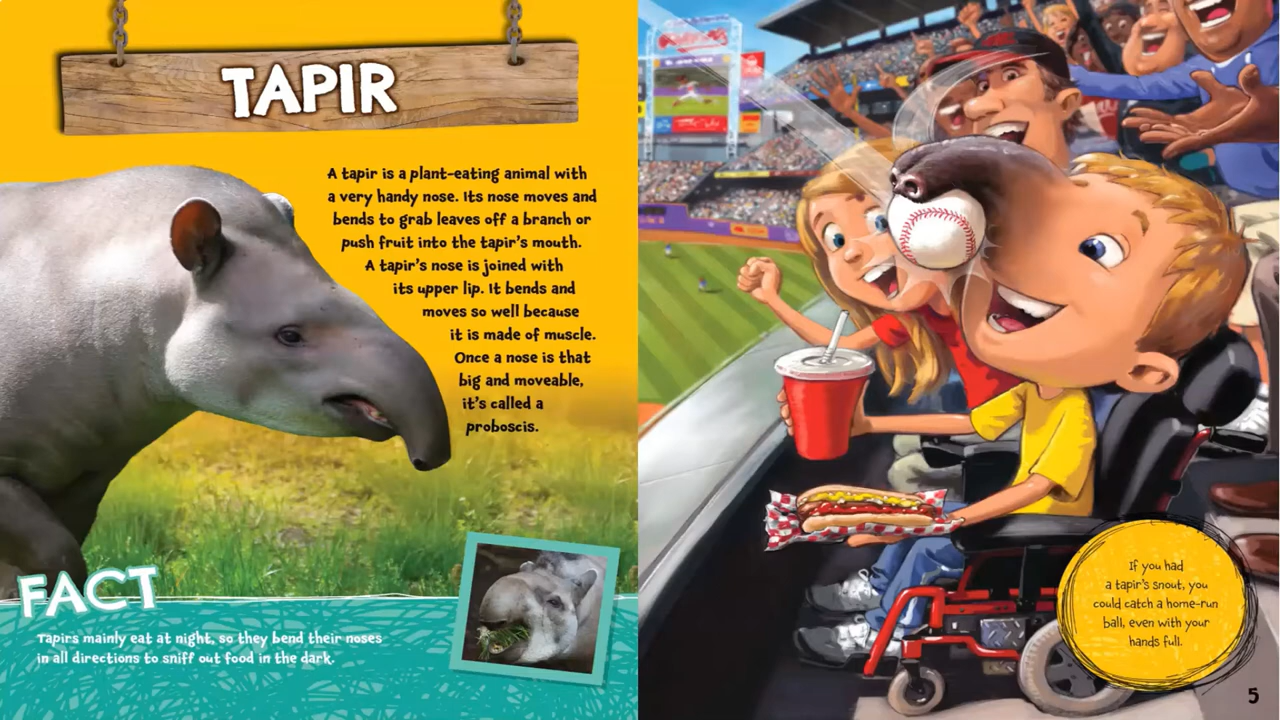 TAPIR
A tapir is a plant-eating animal with
a very handy nose. Its nose moves and
bends to grab leaves off a branch or
push fruit into the tapir's mouth.
A tapir's nose is joined with
its upper lip. It bends and
moves so well because
it is made of muscle.
Once a nose is that
big and moveable,
it's called a
proboscis.
FACT
Tapirs mainly eat at night, so they bend their noses
in all directions to sniff out food in the dark.
If you had
a tapir's snout, you
could catch a home-run
ball, even with your
hands full.
5